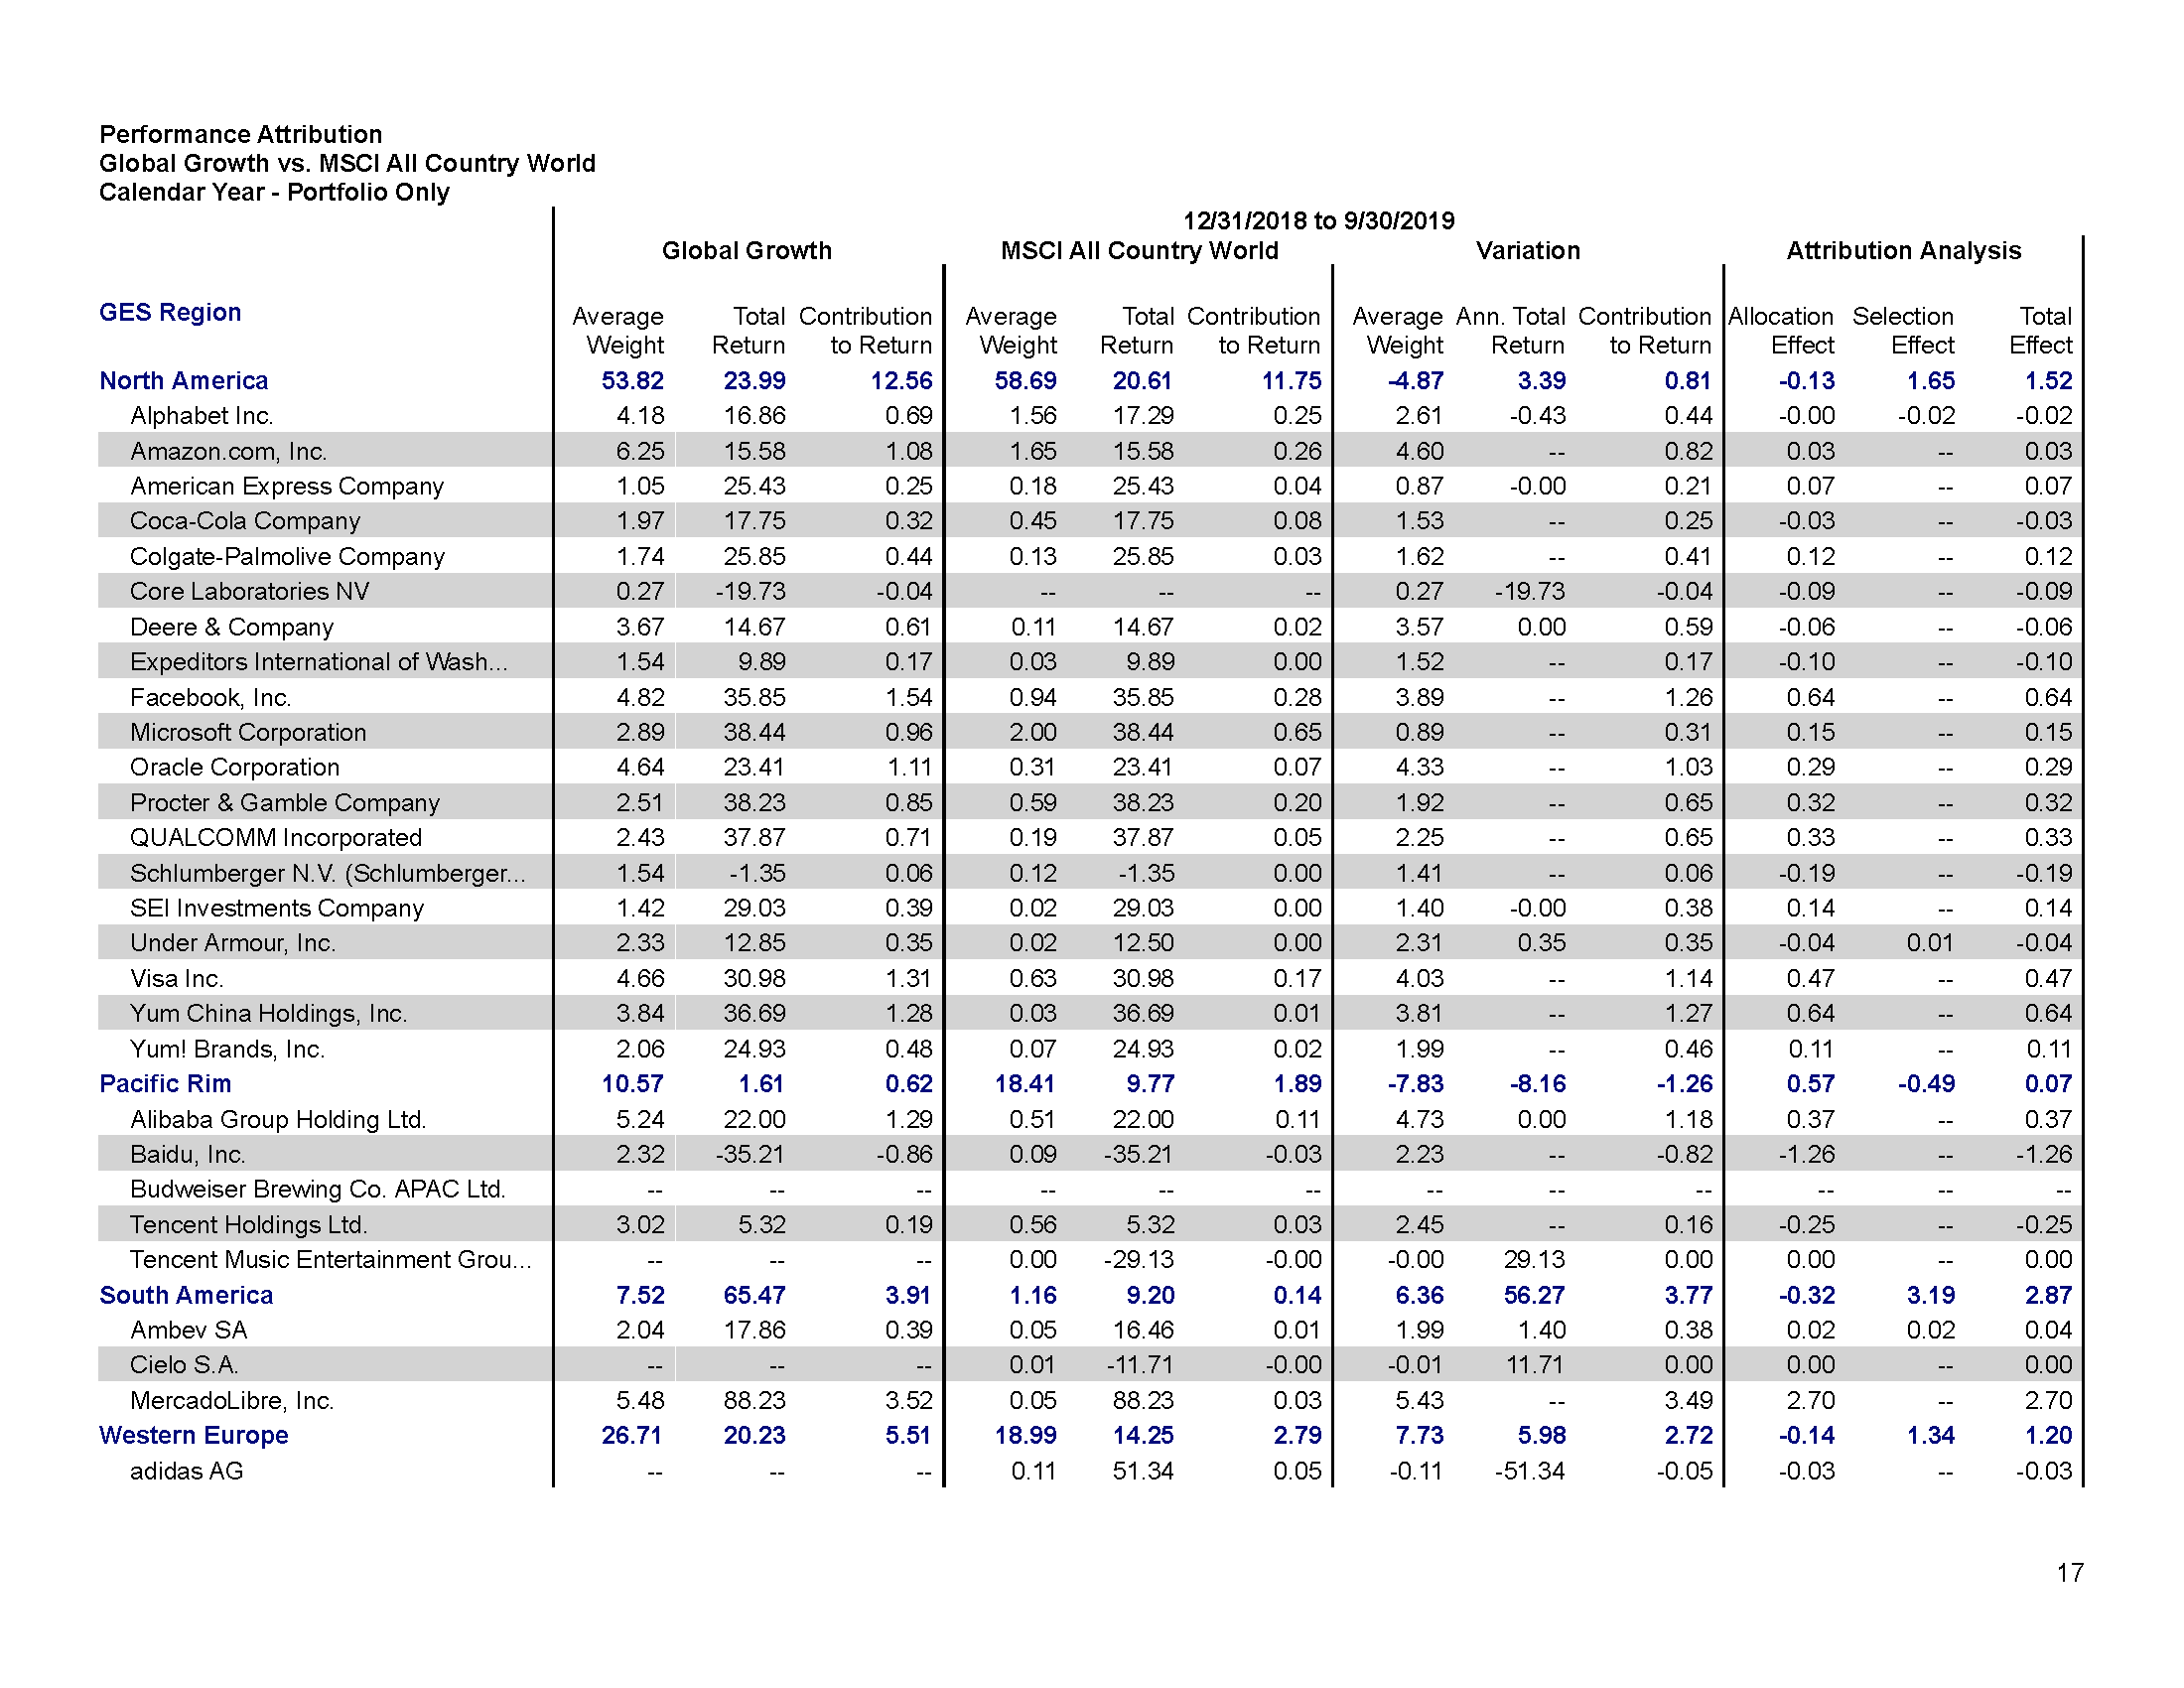 Performance Attribution
Global Growth vs. MSCI All Country World
Calendar Year - Portfolio Only
12/31/2018 to 9/30/2019
Global Growth MSCI All Country World Variation Attribution Analysis
GES Region Average Total Contribution Average Total Contribution Average Ann. Total Contribution Allocation Selection Total
Weight Return to Return Weight Return to Return Weight Return to Return Effect Effect Effect
North America 53.82 23.99 12.56 58.69 20.61 11.75 -4.87 3.39 0.81 -0.13 1.65 1.52
Alphabet Inc. 4.18 16.86 0.69 1.56 17.29 0.25 2.61 -0.43 0.44 -0.00 -0.02 -0.02
Amazon.com, Inc. 6.25 15.58 1.08 1.65 15.58 0.26 4.60 -- 0.82 0.03 -- 0.03
American Express Company 1.05 25.43 0.25 0.18 25.43 0.04 0.87 -0.00 0.21 0.07 -- 0.07
Coca-Cola Company 1.97 17.75 0.32 0.45 17.75 0.08 1.53 -- 0.25 -0.03 -- -0.03
Colgate-Palmolive Company 1.74 25.85 0.44 0.13 25.85 0.03 1.62 -- 0.41 0.12 -- 0.12
Core Laboratories NV 0.27 -19.73 -0.04 -- -- -- 0.27 -19.73 -0.04 -0.09 -- -0.09
Deere & Company 3.67 14.67 0.61 0.11 14.67 0.02 3.57 0.00 0.59 -0.06 -- -0.06
Expeditors International of Wash... 1.54 9.89 0.17 0.03 9.89 0.00 1.52 -- 0.17 -0.10 -- -0.10
Facebook, Inc. 4.82 35.85 1.54 0.94 35.85 0.28 3.89 -- 1.26 0.64 -- 0.64
Microsoft Corporation 2.89 38.44 0.96 2.00 38.44 0.65 0.89 -- 0.31 0.15 -- 0.15
Oracle Corporation 4.64 23.41 1.11 0.31 23.41 0.07 4.33 -- 1.03 0.29 -- 0.29
Procter & Gamble Company 2.51 38.23 0.85 0.59 38.23 0.20 1.92 -- 0.65 0.32 -- 0.32
QUALCOMM Incorporated 2.43 37.87 0.71 0.19 37.87 0.05 2.25 -- 0.65 0.33 -- 0.33
Schlumberger N.V. (Schlumberger... 1.54 -1.35 0.06 0.12 -1.35 0.00 1.41 -- 0.06 -0.19 -- -0.19
SEI Investments Company 1.42 29.03 0.39 0.02 29.03 0.00 1.40 -0.00 0.38 0.14 -- 0.14
Under Armour, Inc. 2.33 12.85 0.35 0.02 12.50 0.00 2.31 0.35 0.35 -0.04 0.01 -0.04
Visa Inc. 4.66 30.98 1.31 0.63 30.98 0.17 4.03 -- 1.14 0.47 -- 0.47
Yum China Holdings, Inc. 3.84 36.69 1.28 0.03 36.69 0.01 3.81 -- 1.27 0.64 -- 0.64
Yum! Brands, Inc. 2.06 24.93 0.48 0.07 24.93 0.02 1.99 -- 0.46 0.11 -- 0.11
Pacific Rim 10.57 1.61 0.62 18.41 9.77 1.89 -7.83 -8.16 -1.26 0.57 -0.49 0.07
Alibaba Group Holding Ltd. 5.24 22.00 1.29 0.51 22.00 0.11 4.73 0.00 1.18 0.37 -- 0.37
Baidu, Inc. 2.32 -35.21 -0.86 0.09 -35.21 -0.03 2.23 -- -0.82 -1.26 -- -1.26
Budweiser Brewing Co. APAC Ltd. -- -- -- -- -- -- -- -- -- -- -- --
Tencent Holdings Ltd. 3.02 5.32 0.19 0.56 5.32 0.03 2.45 -- 0.16 -0.25 -- -0.25
Tencent Music Entertainment Grou... -- -- -- 0.00 -29.13 -0.00 -0.00 29.13 0.00 0.00 -- 0.00
South America 7.52 65.47 3.91 1.16 9.20 0.14 6.36 56.27 3.77 -0.32 3.19 2.87
Ambev SA 2.04 17.86 0.39 0.05 16.46 0.01 1.99 1.40 0.38 0.02 0.02 0.04
Cielo S.A. -- -- -- 0.01 -11.71 -0.00 -0.01 11.71 0.00 0.00 -- 0.00
MercadoLibre, Inc. 5.48 88.23 3.52 0.05 88.23 0.03 5.43 -- 3.49 2.70 -- 2.70
Western Europe 26.71 20.23 5.51 18.99 14.25 2.79 7.73 5.98 2.72 -0.14 1.34 1.20
adidas AG -- -- -- 0.11 51.34 0.05 -0.11 -51.34 -0.05 -0.03 -- -0.03
17